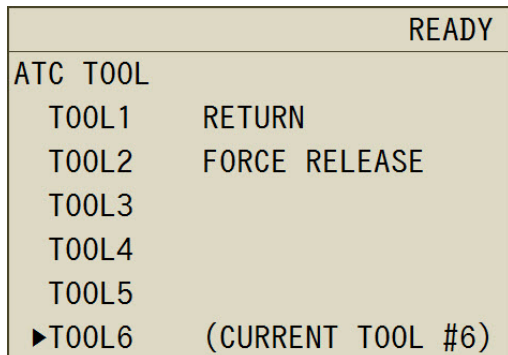 READY
ATC TOOL
TOOL1 RETURN
TOOL2 FORCE RELEASE
TOOL3
TOOL4
TOOL5
▶TOOL6 (CURRENT TOOL #6)